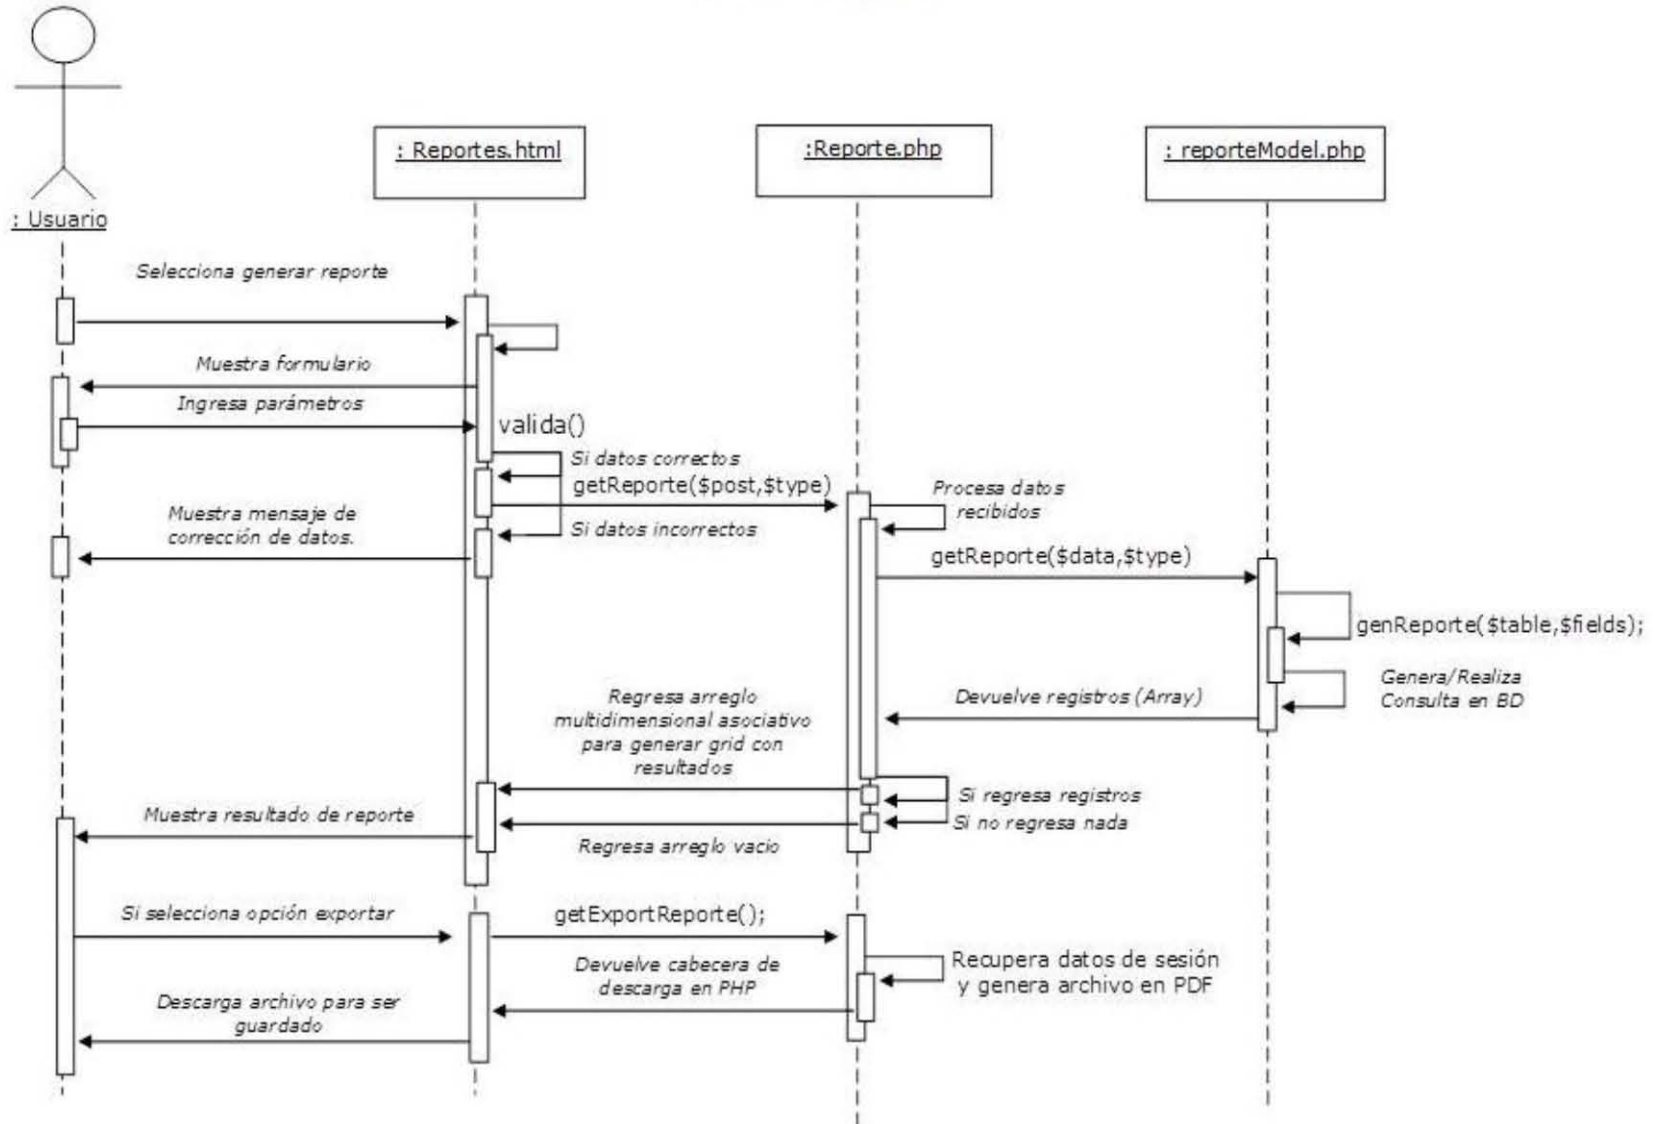 : Reportes.html
:Reporte.php
: reporteModel.php
: Usuario
Selecciona generar reporte
Muestra formulario
Ingresa parámetros
valida()
Si datos correctos
getReporte($post,$type)
Si datos incorrectos
Procesa datos
recibidos
Muestra mensaje de
corrección de datos.
getReporte($data,$type)
genReporte($table,$fields);
Genera/Realiza
Consulta en BD
Devuelve registros (Array)
Regresa arreglo
multidimensional asociativo
para generar grid con
resultados
Si regresa registros
Si no regresa nada
Muestra resultado de reporte
Regresa arreglo vacio
Si selecciona opción exportar
getExportReporte();
Recupera datos de sesión
y genera archivo en PDF
Devuelve cabecera de
descarga en PHP
Descarga archivo para ser
guardado